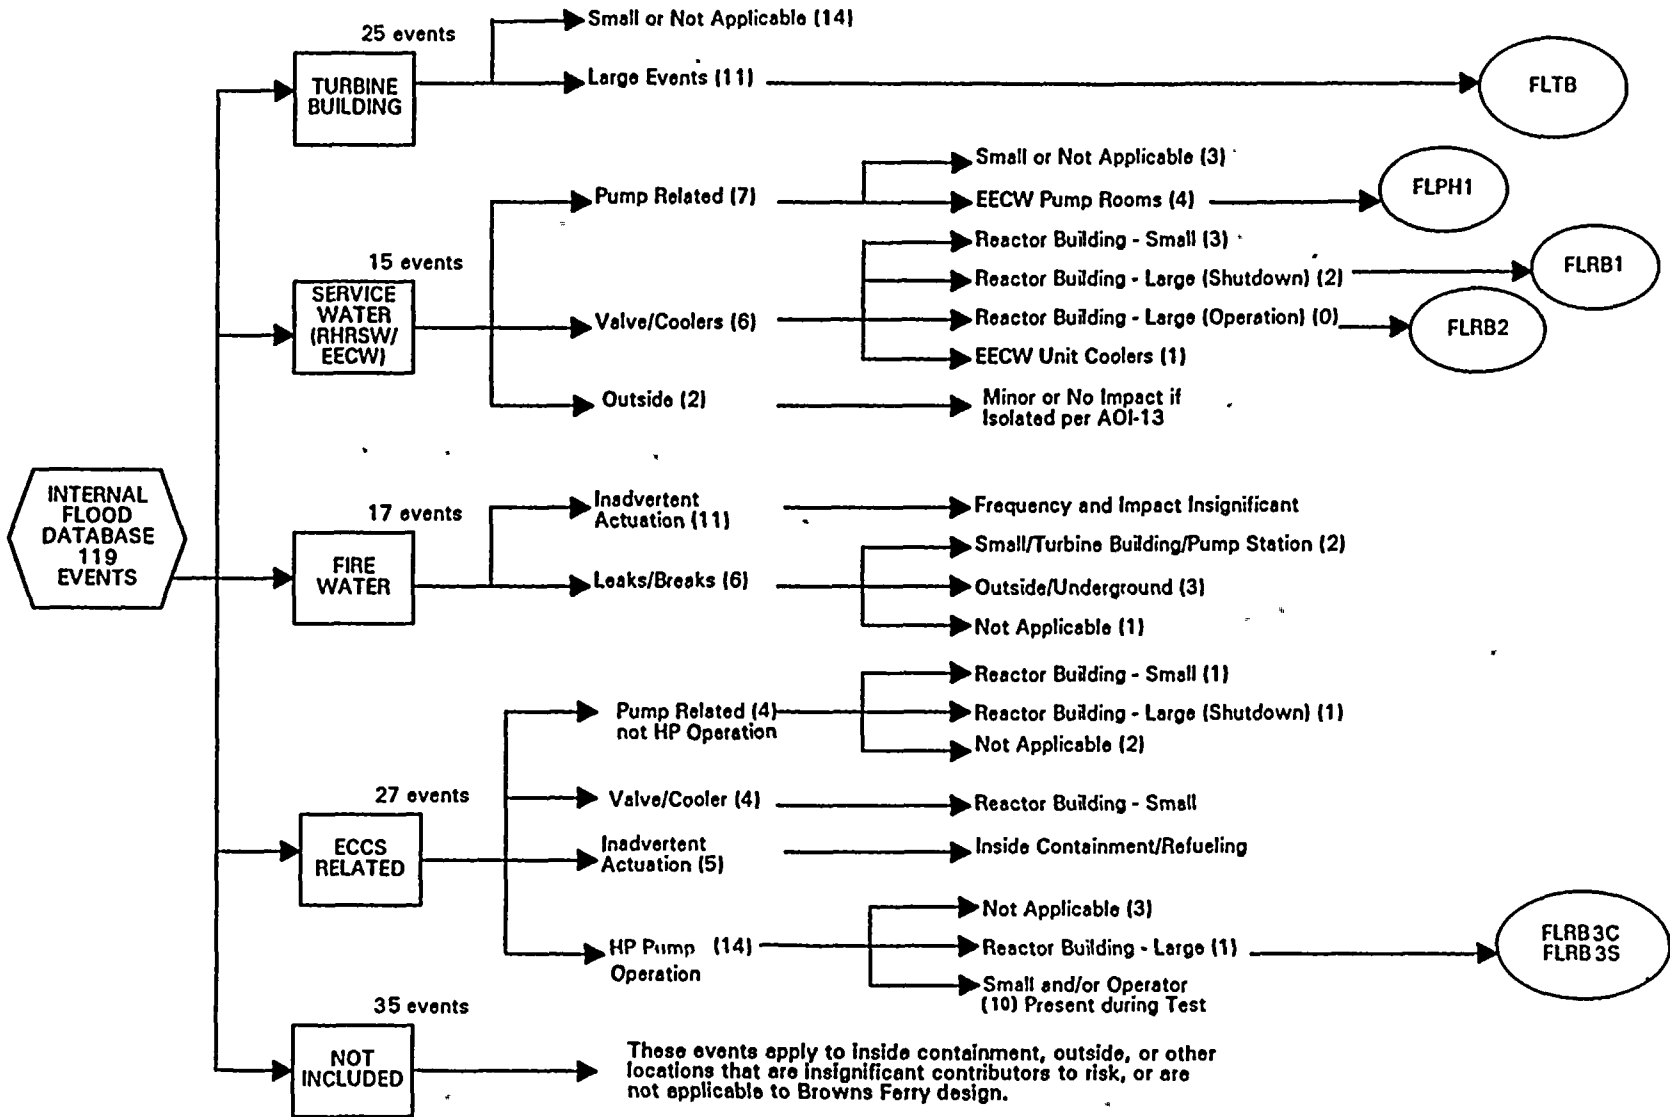 25 events
TURBINE
BUILDING
Small or Not Applicable (14)
Large Events (11)
FLTB
15 events
SERVICE
WATER
(RHRSW/
EECW)
Pump Related (7)
Small or Not Applicable (3)
EECW Pump Rooms (4)
FLPH1
Valve/Coolers (6)
Reactor Building - Small (3)
Reactor Building - Large (Shutdown) (2)
FLRB1
Reactor Building - Large (Operation) (0)
FLRB2
EECW Unit Coolers (1)
Outside (2)
Minor or No Impact if
Isolated per AOI-13
INTERNAL
FLOOD
DATABASE
119
EVENTS
17 events
FIRE
WATER
Inadvertent
Actuation (11)
Frequency and Impact Insignificant
Leaks/Breaks (6)
Small/Turbine Building/Pump Station (2)
Outside/Underground (3)
Not Applicable (1)
27 events
ECCS
RELATED
Pump Related (4)
not HP Operation
Reactor Building - Small (1)
Reactor Building - Large (Shutdown) (1)
Not Applicable (2)
Valve/Cooler (4)
Reactor Building - Small
Inadvertent
Actuation (5)
Inside Containment/Refueling
HP Pump (14)
Operation
Not Applicable (3)
Reactor Building - Large (1)
FLRB3C
FLRB3S
Small and/or Operator
(10) Present during Test
35 events
NOT
INCLUDED
These events apply to inside containment, outside, or other
locations that are insignificant contributors to risk, or are
not applicable to Browns Ferry design.